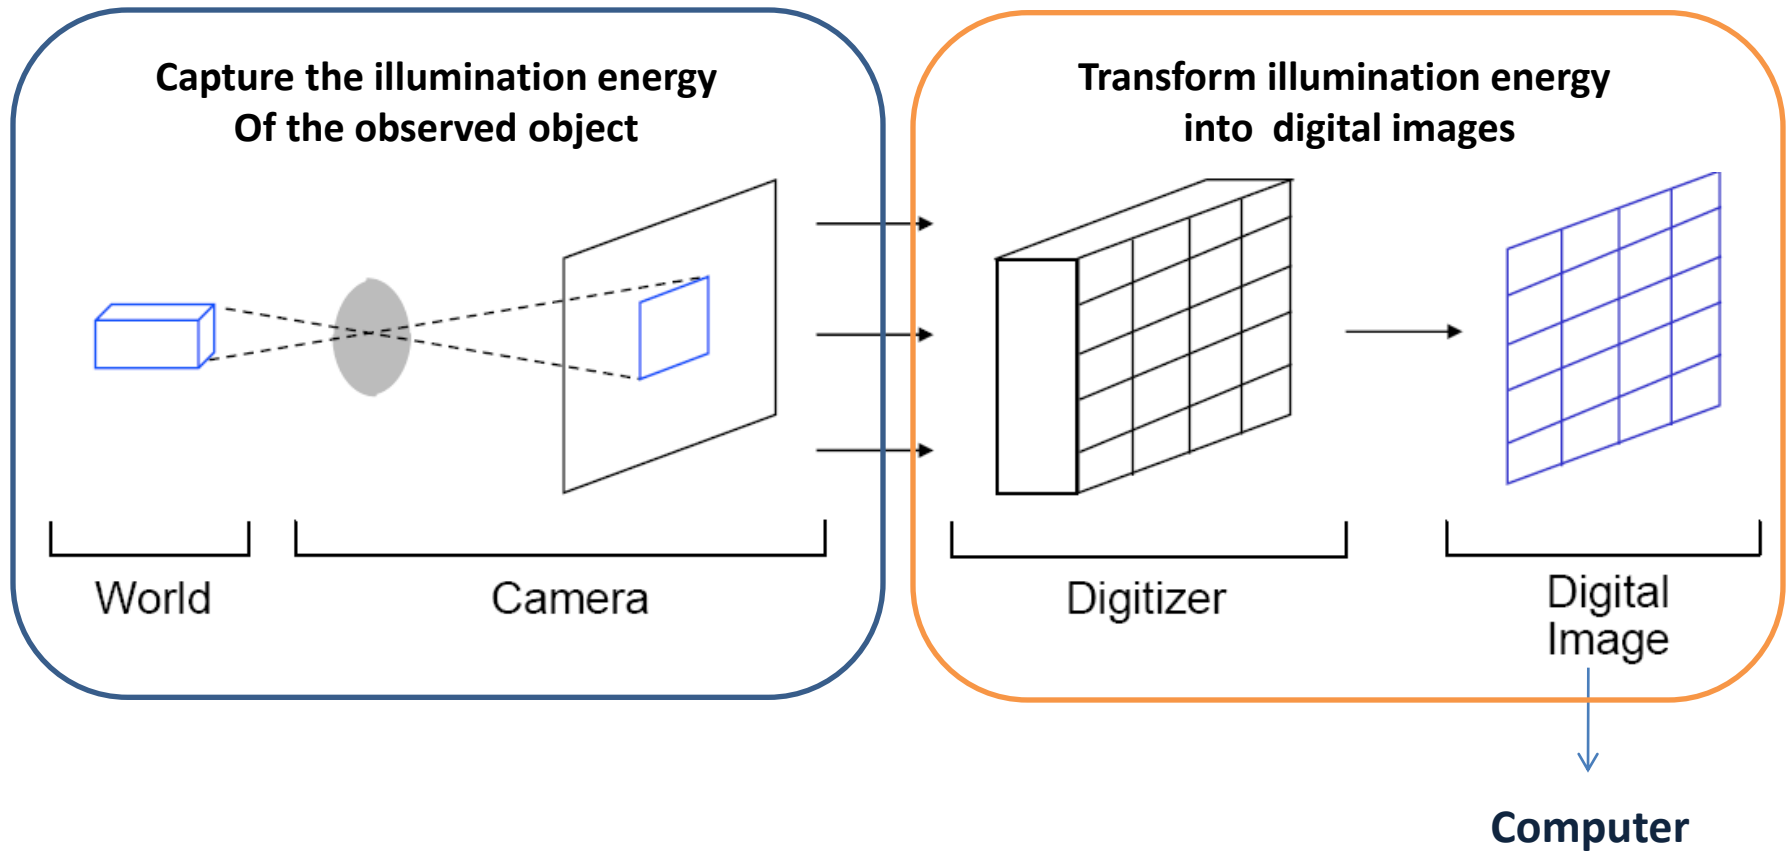 Capture the illumination energy
Of the observed object
Transform illumination energy
into digital images
World
Camera
Digitizer
Digital
Image
Computer